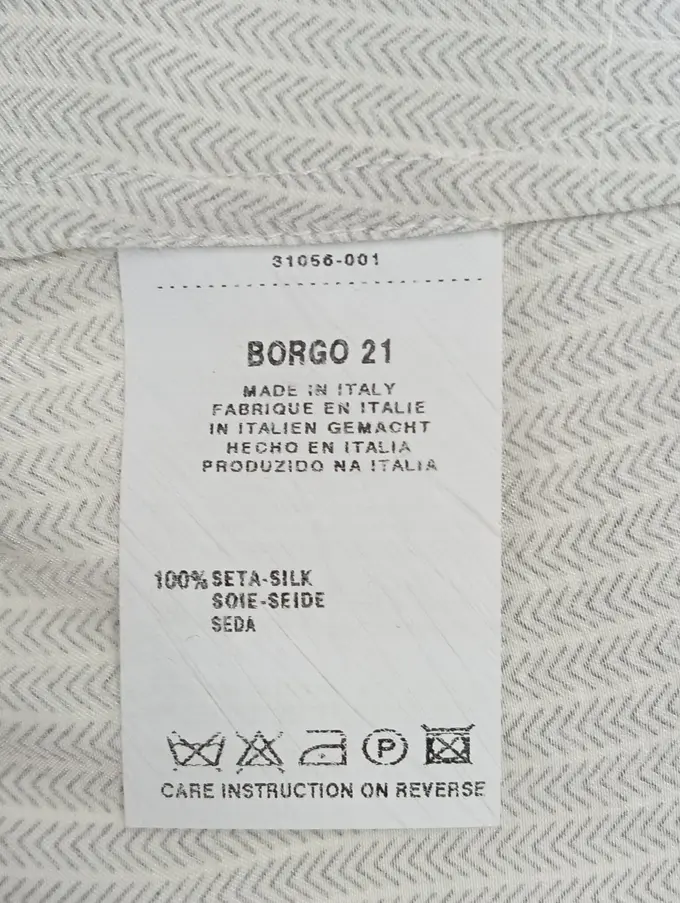 31056-001
BORGO 21
MADE IN ITALY
FABRIQUE EN ITALIE
IN ITALIEN GEMACHT
HECHO EN ITALIA
PRODUZIDO NA ITALIA
100% SETA-SILK
SOIE-SEIDE
SEDA
P
CARE INSTRUCTION ON REVERSE